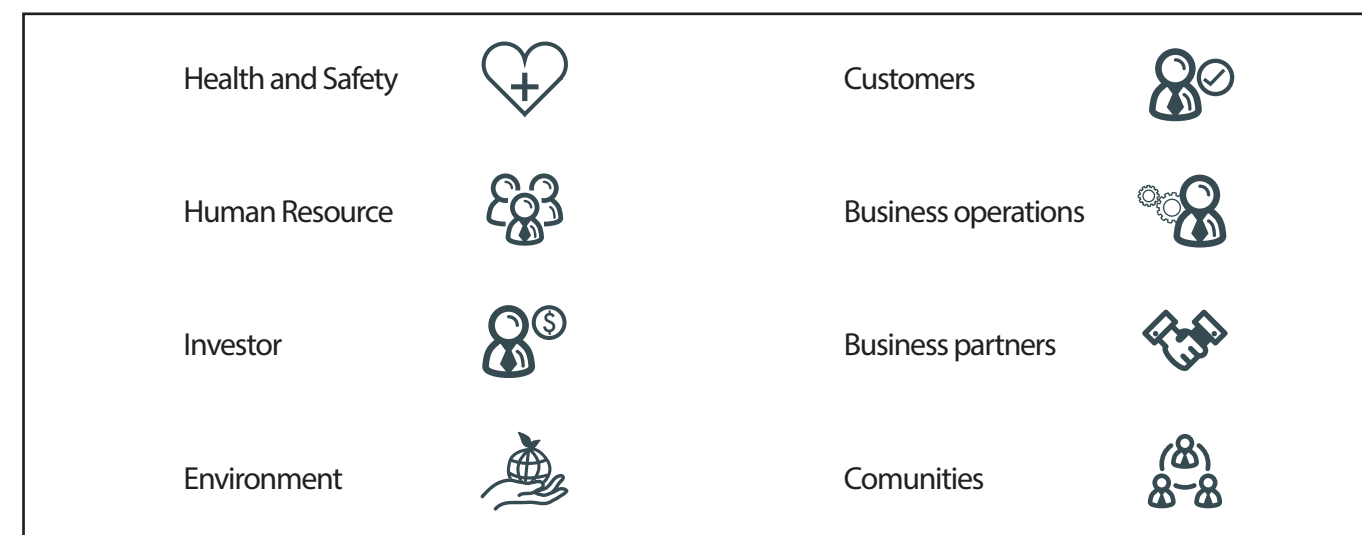 Health and Safety
Human Resource
Investor
$
Environment
Customers
Business operations
Business partners
Comunities